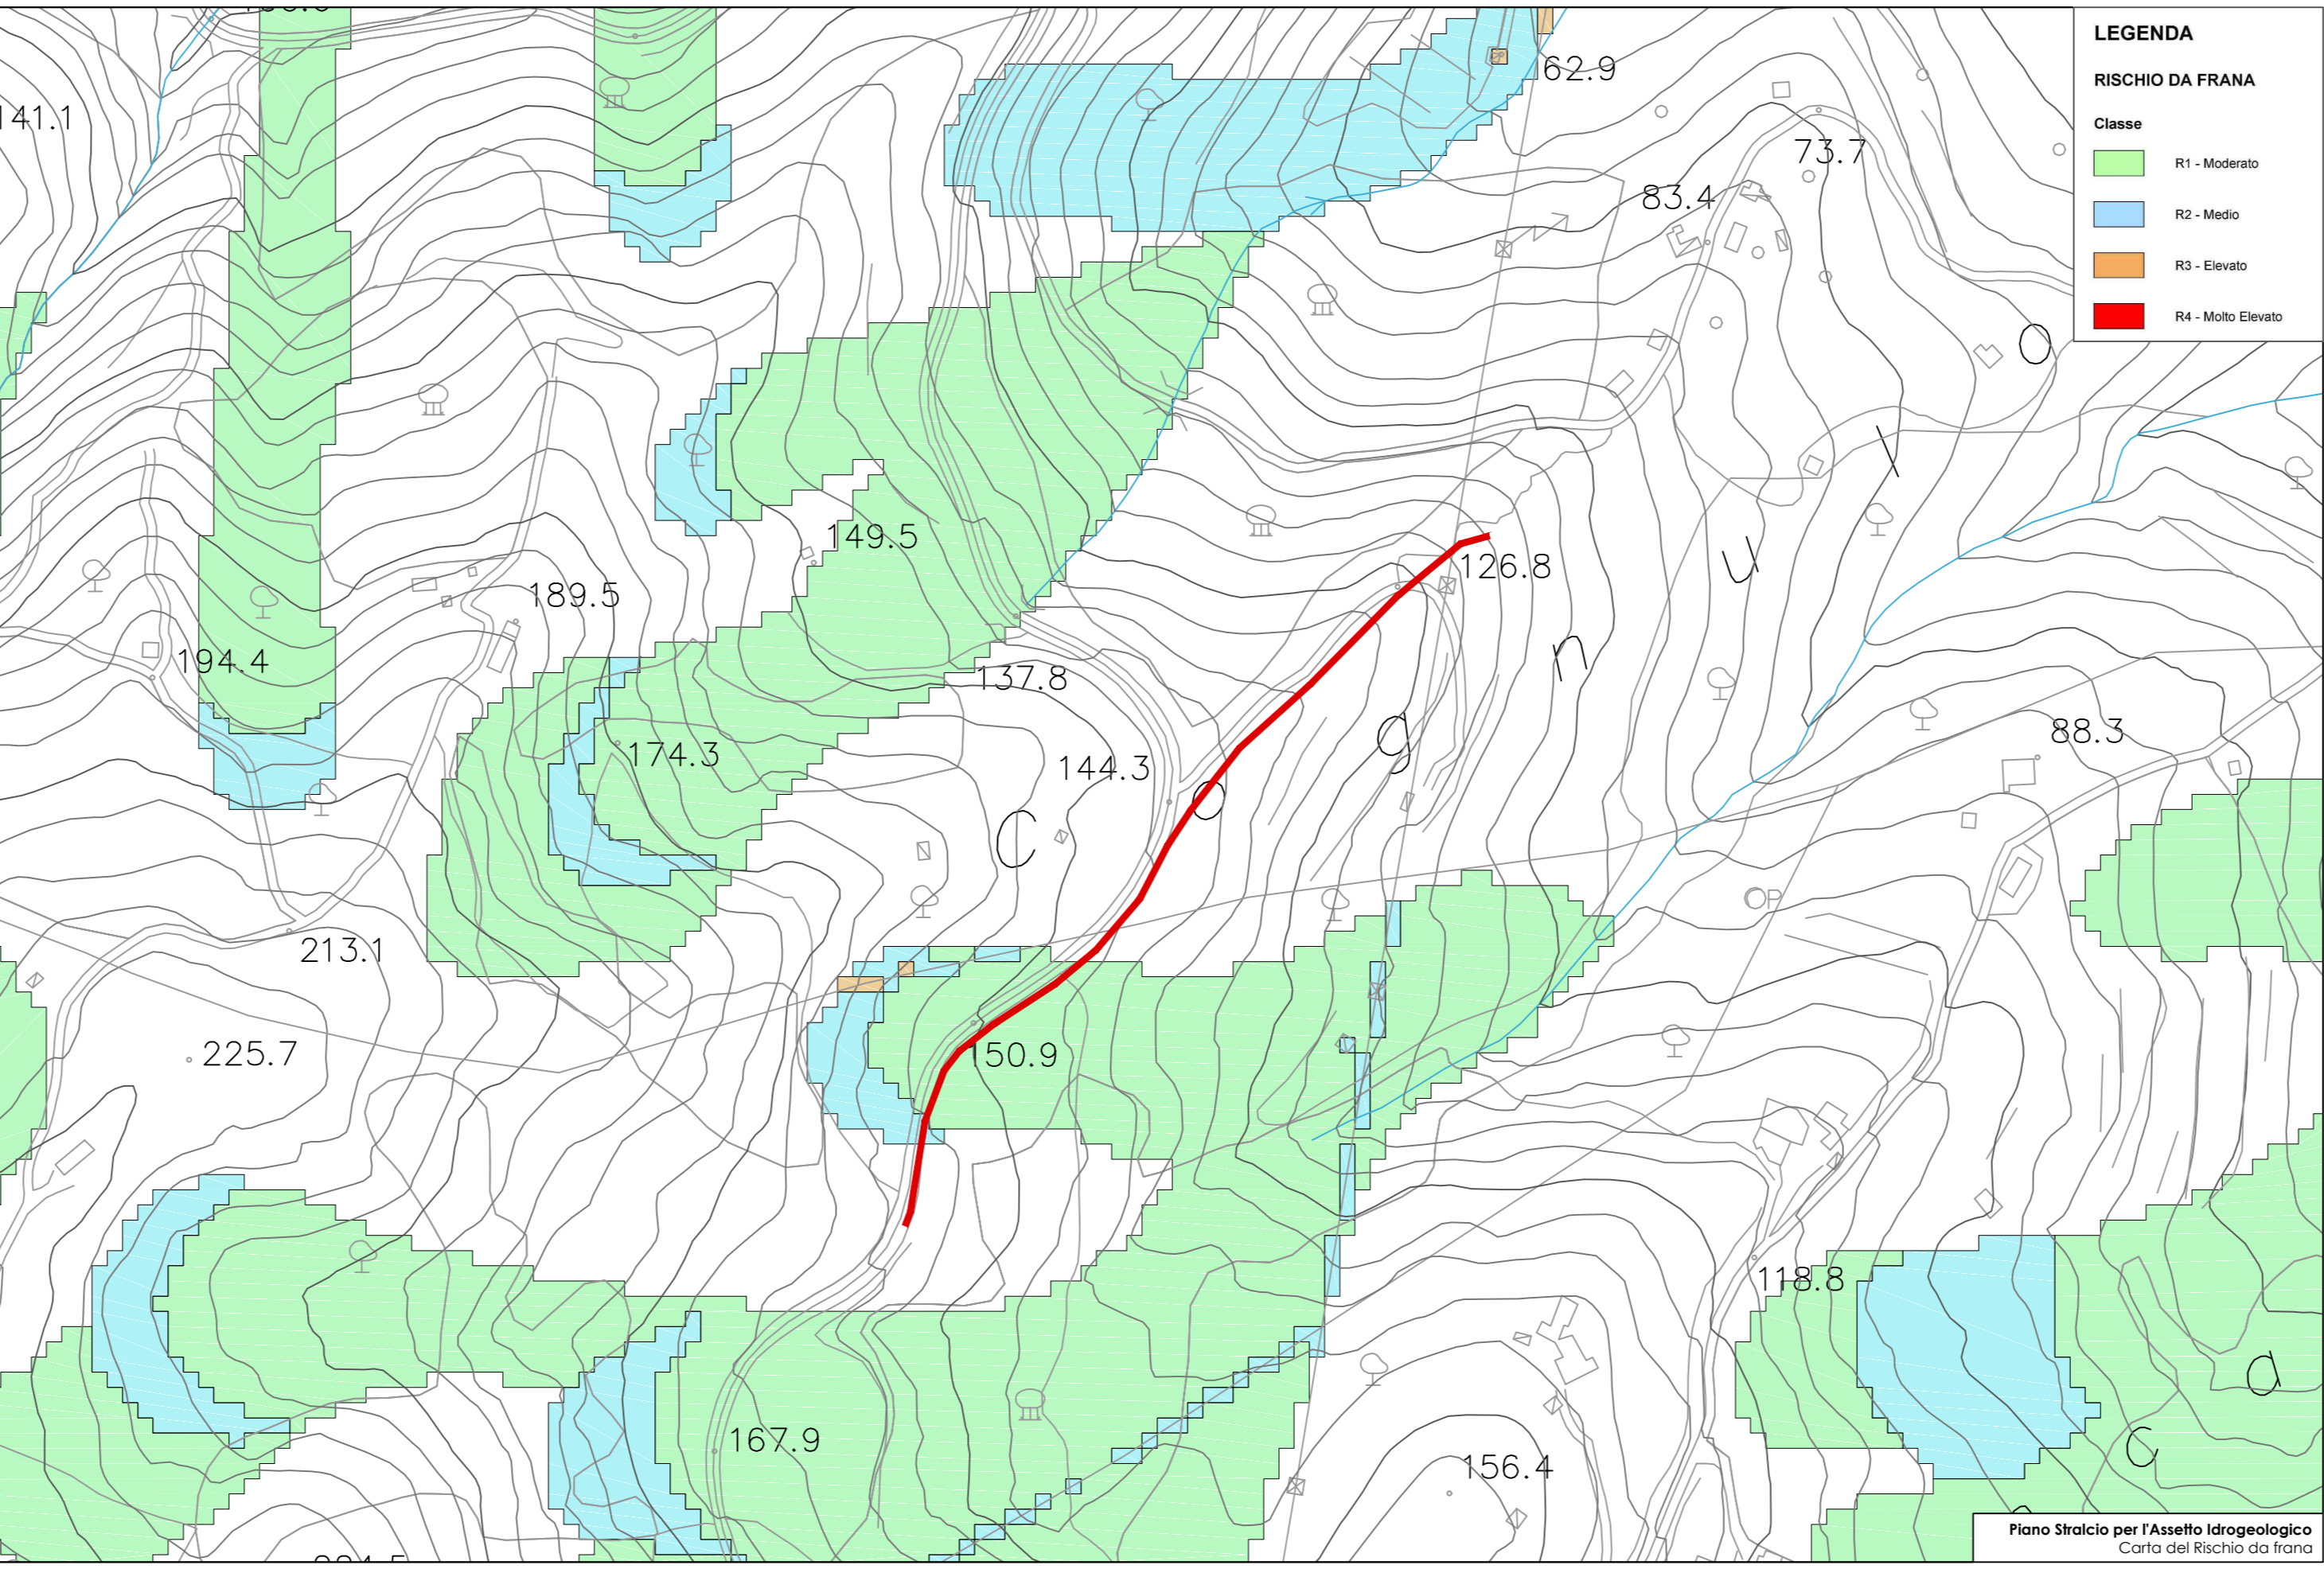 62.9
141.1
73.7
83.4
o
l
149.5
126.8
u
189.5
n
194.4
137.8
88.3
g
174.3
144.3
o
C
P
213.1
225.7
150.9
118.8
a
167.9
c
156.4
LEGENDA
RISCHIO DA FRANA
Classe
R1 - Moderato
R2 - Medio
R3 - Elevato
R4 - Molto Elevato
Piano Stralcio per l'Assetto Idrogeologico
Carta del Rischio da frana